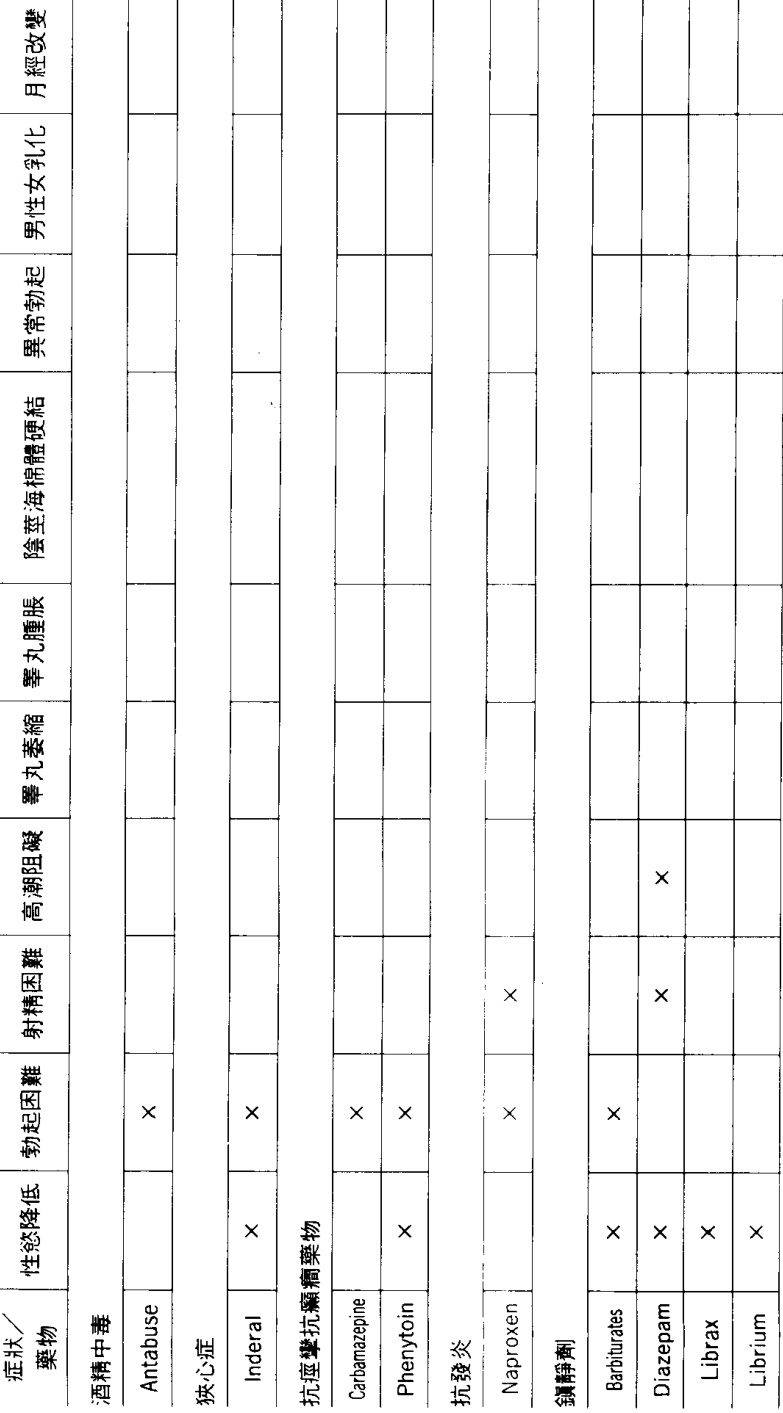 症狀／藥物 性慾降低 勃起困難 射精困難 高潮阻礙 睪丸萎縮 睪丸腫脹 陰莖海棉體硬結 異常勃起 男性女乳化 月經改變
酒精中毒
Antabuse ×
狹心症
Inderal × ×
抗痙攣抗癲癇藥物
Carbamazepine ×
Phenytoin × ×
抗發炎
Naproxen × ×
鎮靜劑
Barbiturates × ×
Diazepam × × ×
Librax ×
Librium ×